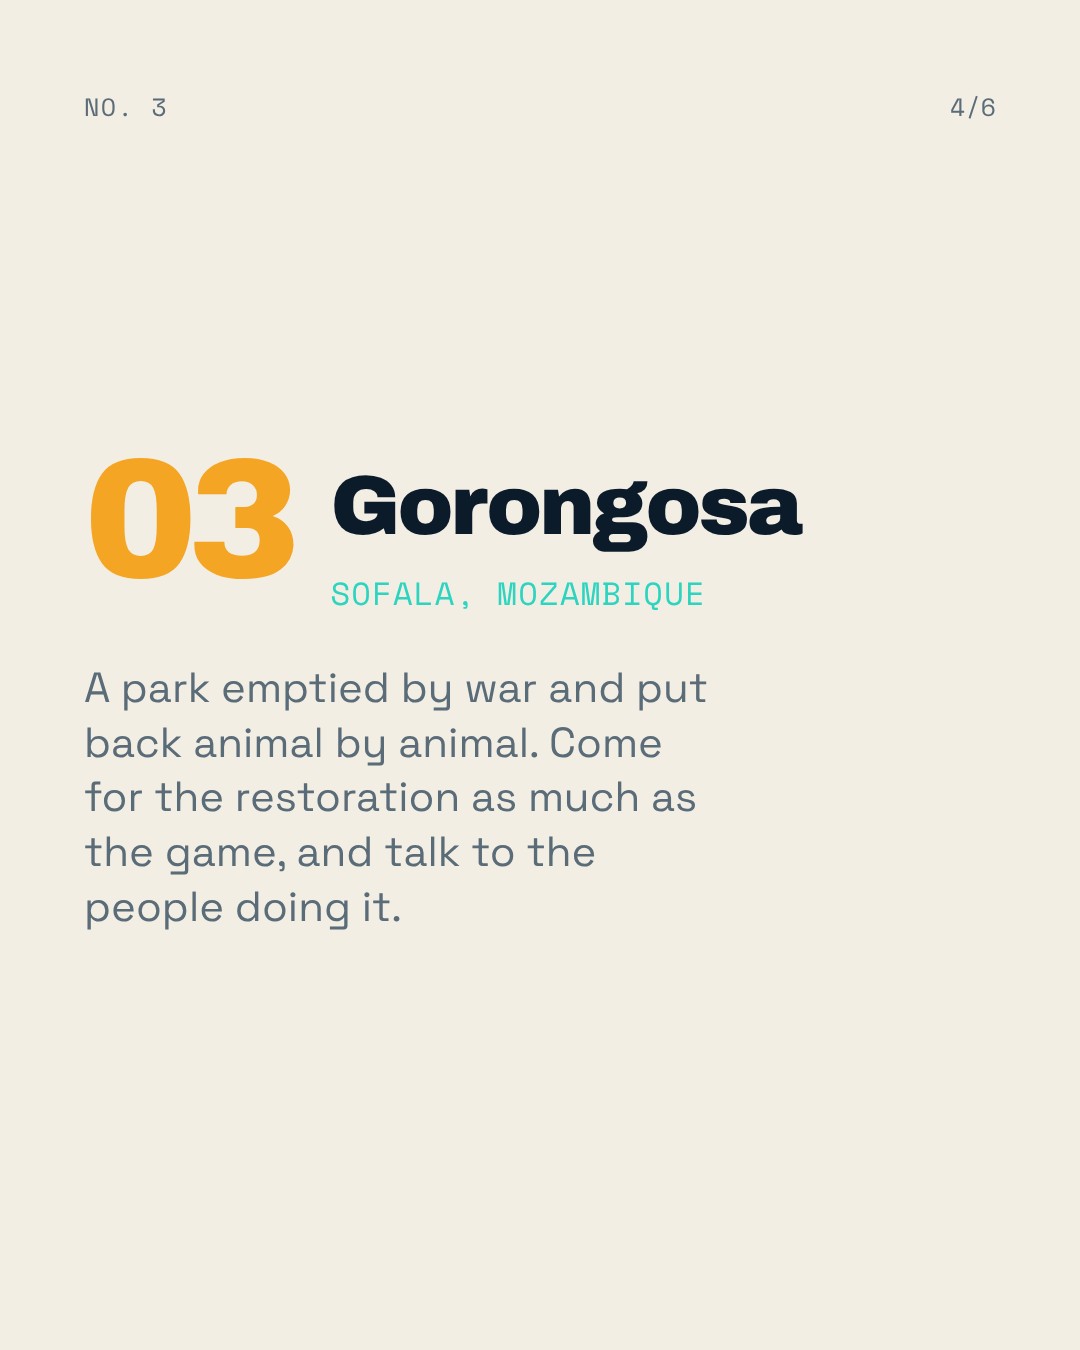 NO. 3
4/6
03
Gorongosa
SOFALA, MOZAMBIQUE
A park emptied by war and put
back animal by animal. Come
for the restoration as much as
the game, and talk to the
people doing it.